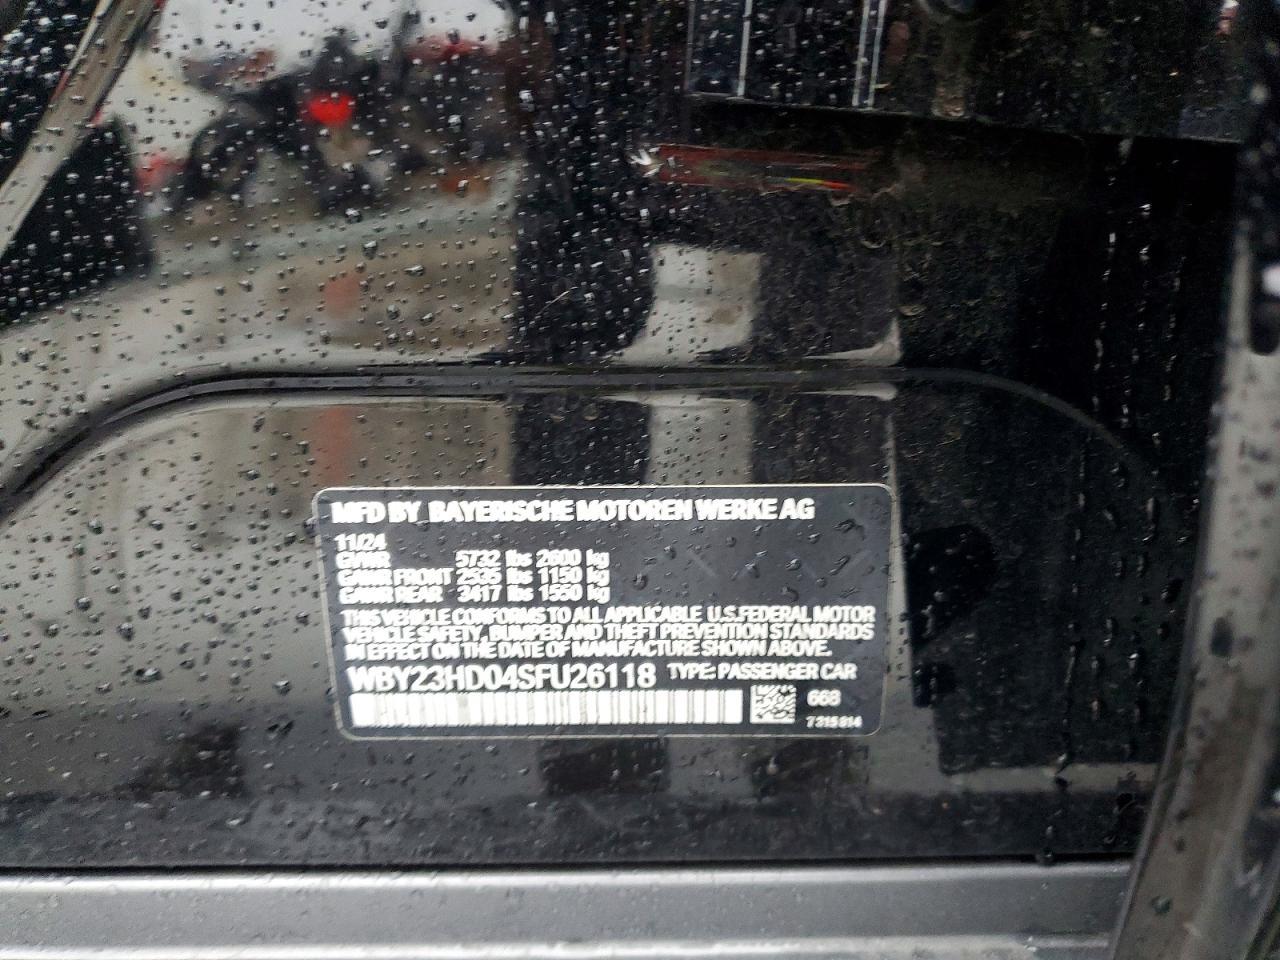 MFD BY BAYERISCHE MOTOREN WERKE AG
11/24
GVWR 5732 lbs 2600 kg
GAWR FRONT 2535 lbs 1150 kg
GAWR REAR 3417 lbs 1550 kg
THIS VEHICLE CONFORMS TO ALL APPLICABLE U.S.FEDERAL MOTOR
VEHICLE SAFETY, BUMPER AND THEFT PREVENTION STANDARDS
IN EFFECT ON THE DATE OF MANUFACTURE SHOWN ABOVE.
WBY23HD04SFU26118 TYPE: PASSENGER CAR
668
7315814